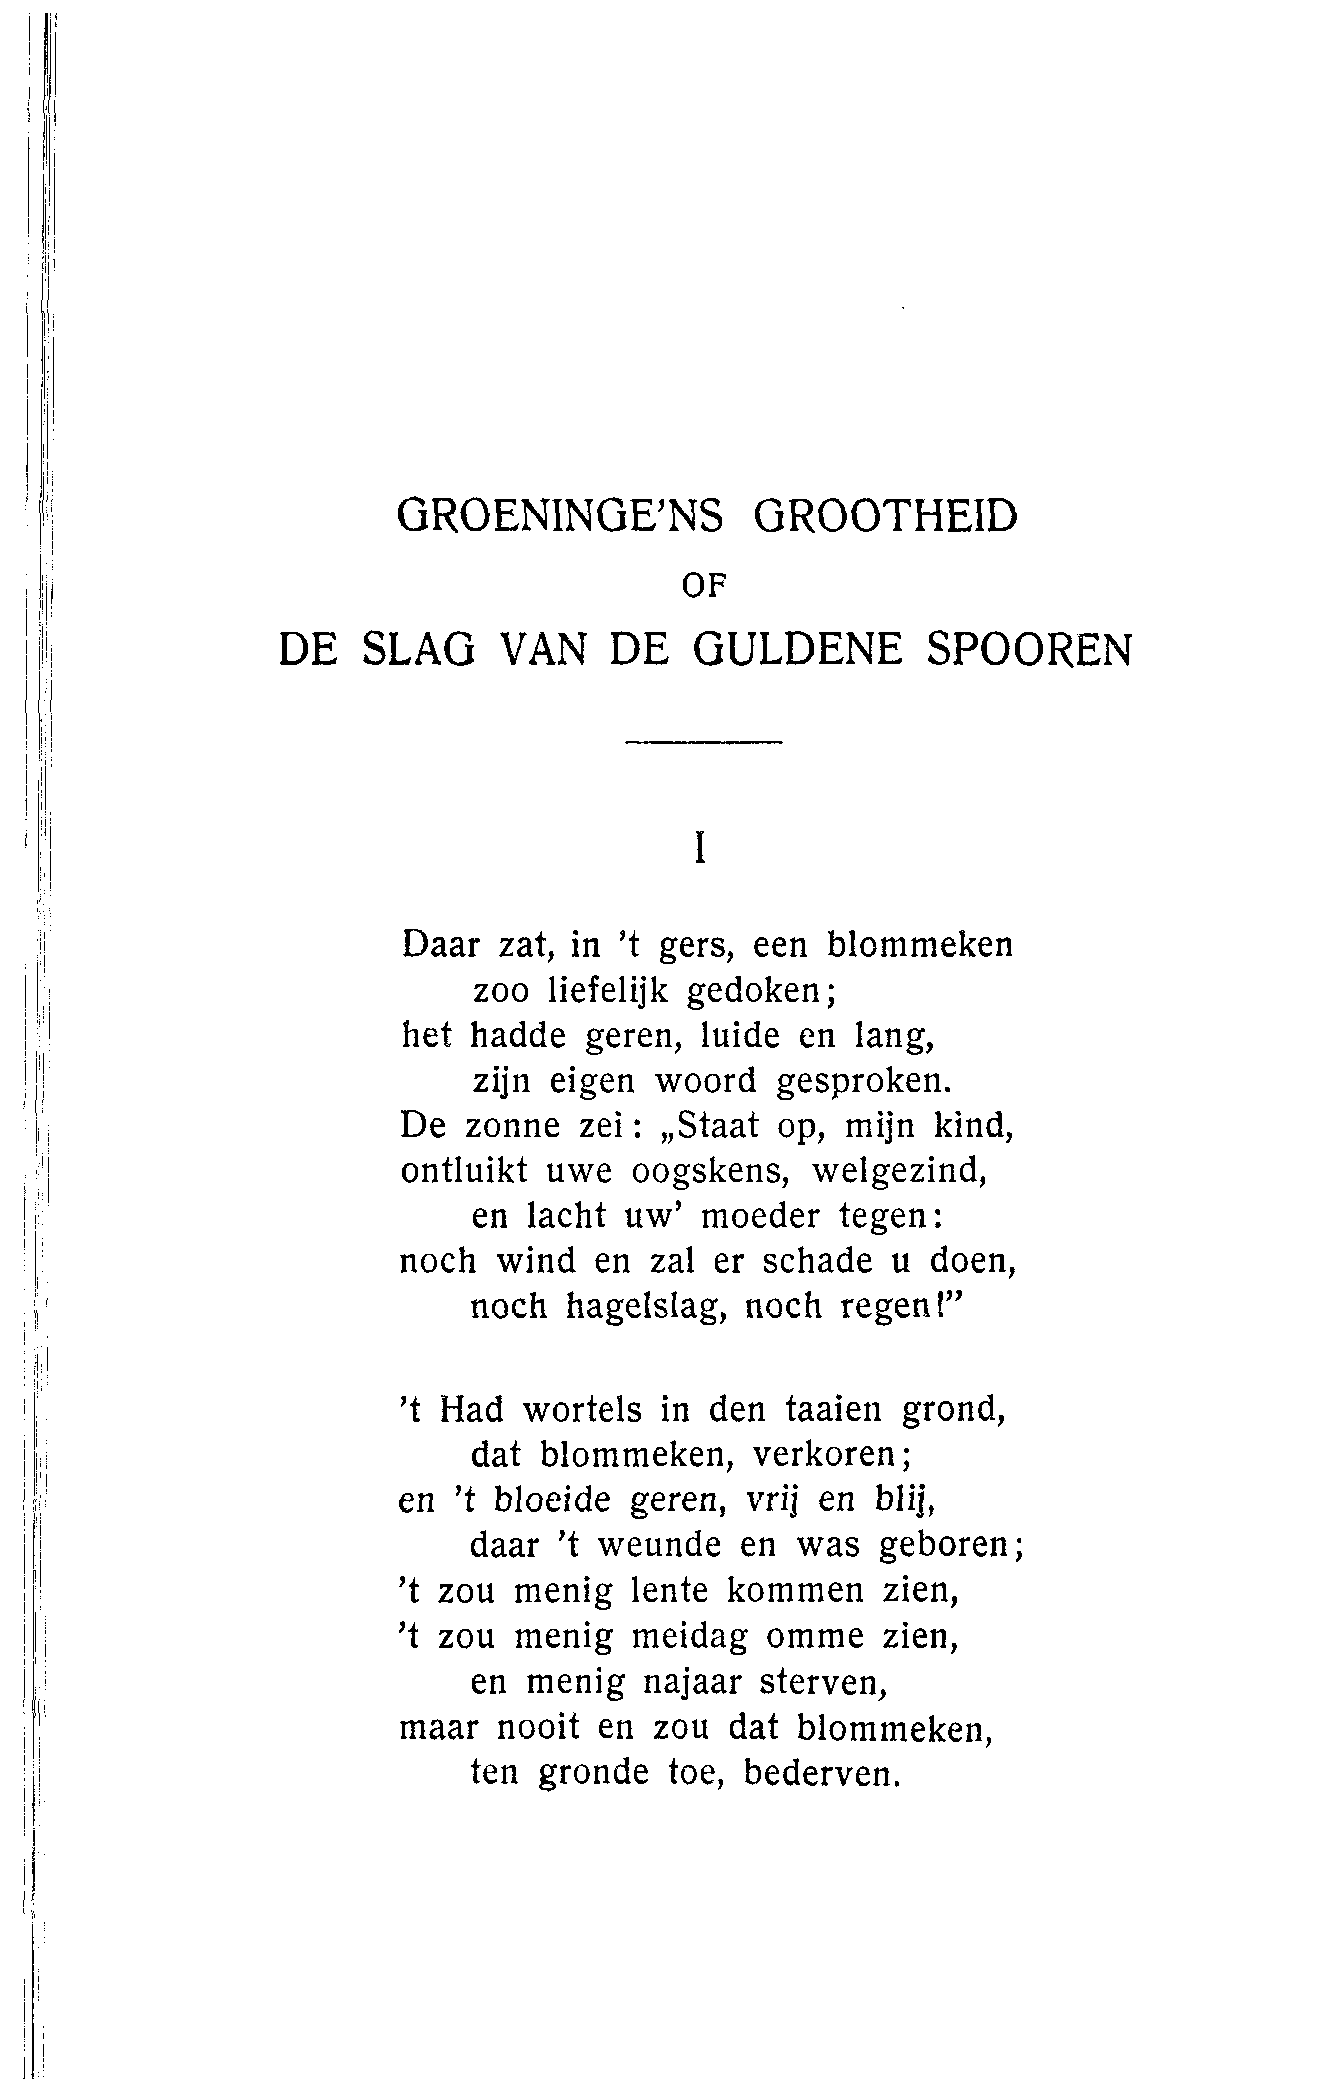 GROENINGE'NS GROOTHEID
OF
DE SLAG VAN DE GULDENE SPOOREN
I
Daar zat, in 't gers, een blommeken
zoo liefelijk gedoken;
het hadde geren, luide en lang,
zijn eigen woord gesproken.
De zonne zei: „Staat op, mijn kind,
ontluikt uwe oogskens, welgezind,
en lacht uw' moeder tegen:
noch wind en zal er schade u doen,
noch hagelslag, noch regen!”
't Had wortels in den taaien grond,
dat blommeken, verkoren;
en 't bloeide geren, vrij en blij,
daar 't weunde en was geboren;
't zou menig lente kommen zien,
't zou menig meidag omme zien,
en menig najaar sterven,
maar nooit en zou dat blommeken,
ten gronde toe, bederven.